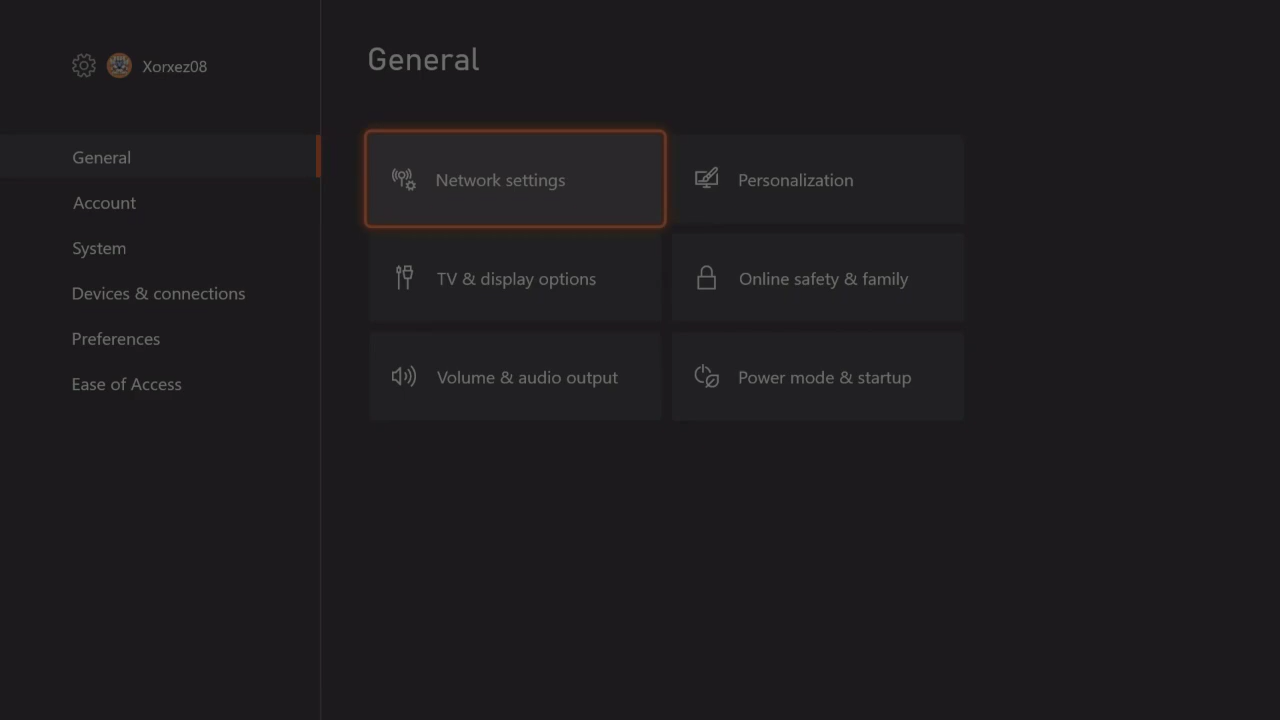 Xorxez08
General
Account
System
Devices & connections
Preferences
Ease of Access
General
Network settings
Personalization
TV & display options
Online safety & family
Volume & audio output
Power mode & startup